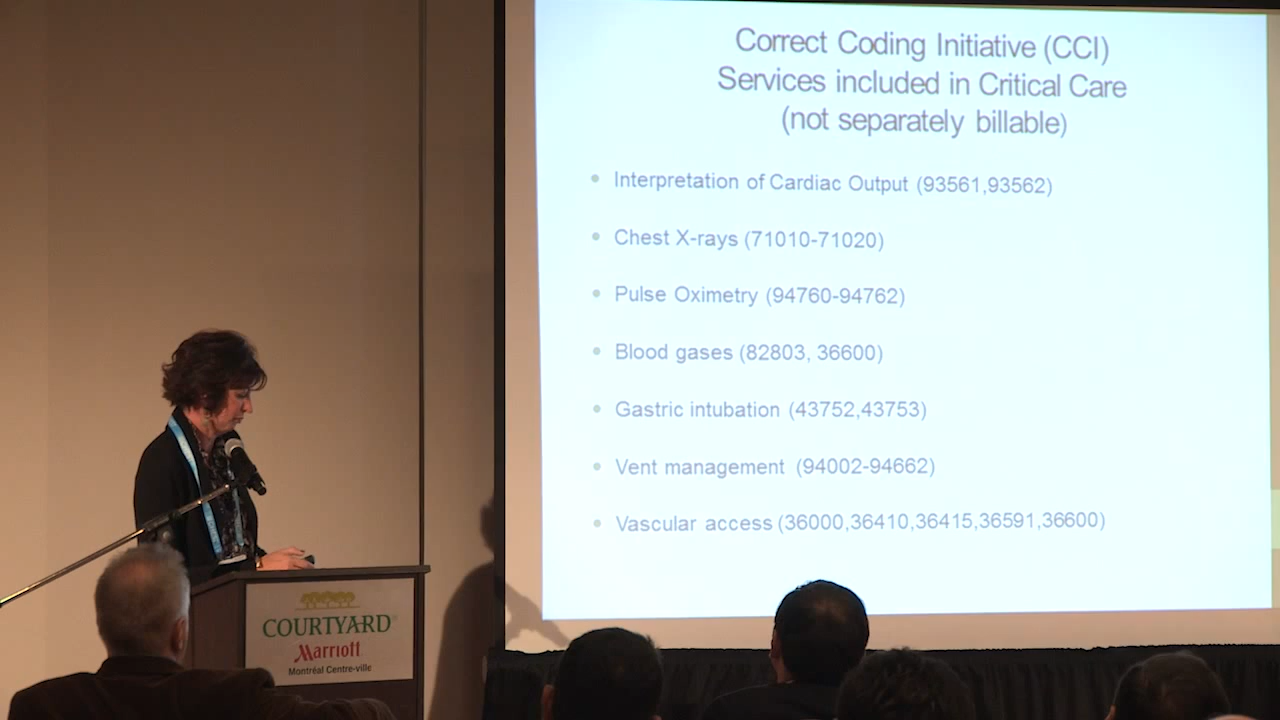 Correct Coding Initiative (CCI)
Services included in Critical Care
(not separately billable)
• Interpretation of Cardiac Output (93561,93562)
• Chest X-rays (71010-71020)
• Pulse Oximetry (94760-94762)
• Blood gases (82803, 36600)
• Gastric intubation (43752,43753)
• Vent management (94002-94662)
• Vascular access (36000,36410,36415,36591,36600)
COURTYARD®
Marriott
Montréal Centre-ville